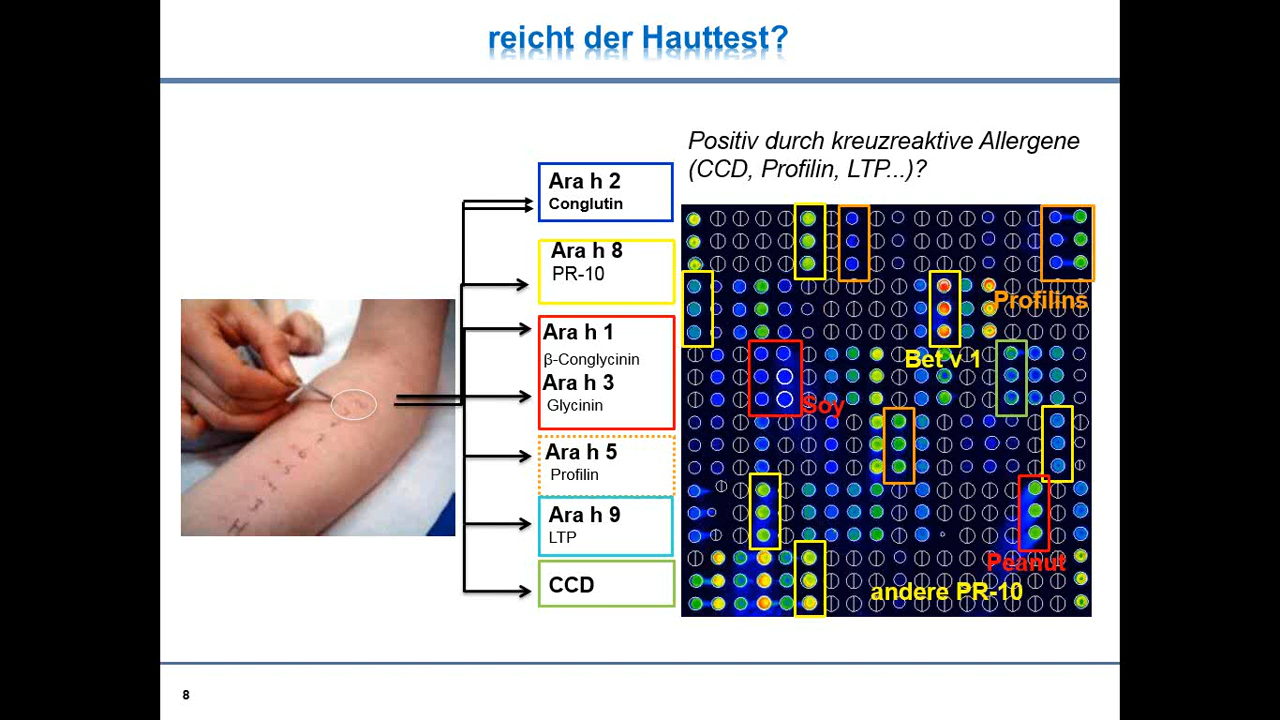 reicht der Hauttest?
Positiv durch kreuzreaktive Allergene
(CCD, Profilin, LTP...)?
Ara h 2
Conglutin
Ara h 8
PR-10
Ara h 1
β-Conglycinin
Ara h 3
Glycinin
Ara h 5
Profilin
Ara h 9
LTP
CCD
Profilins
Bet v 1
Soy
Peanut
andere PR-10
8